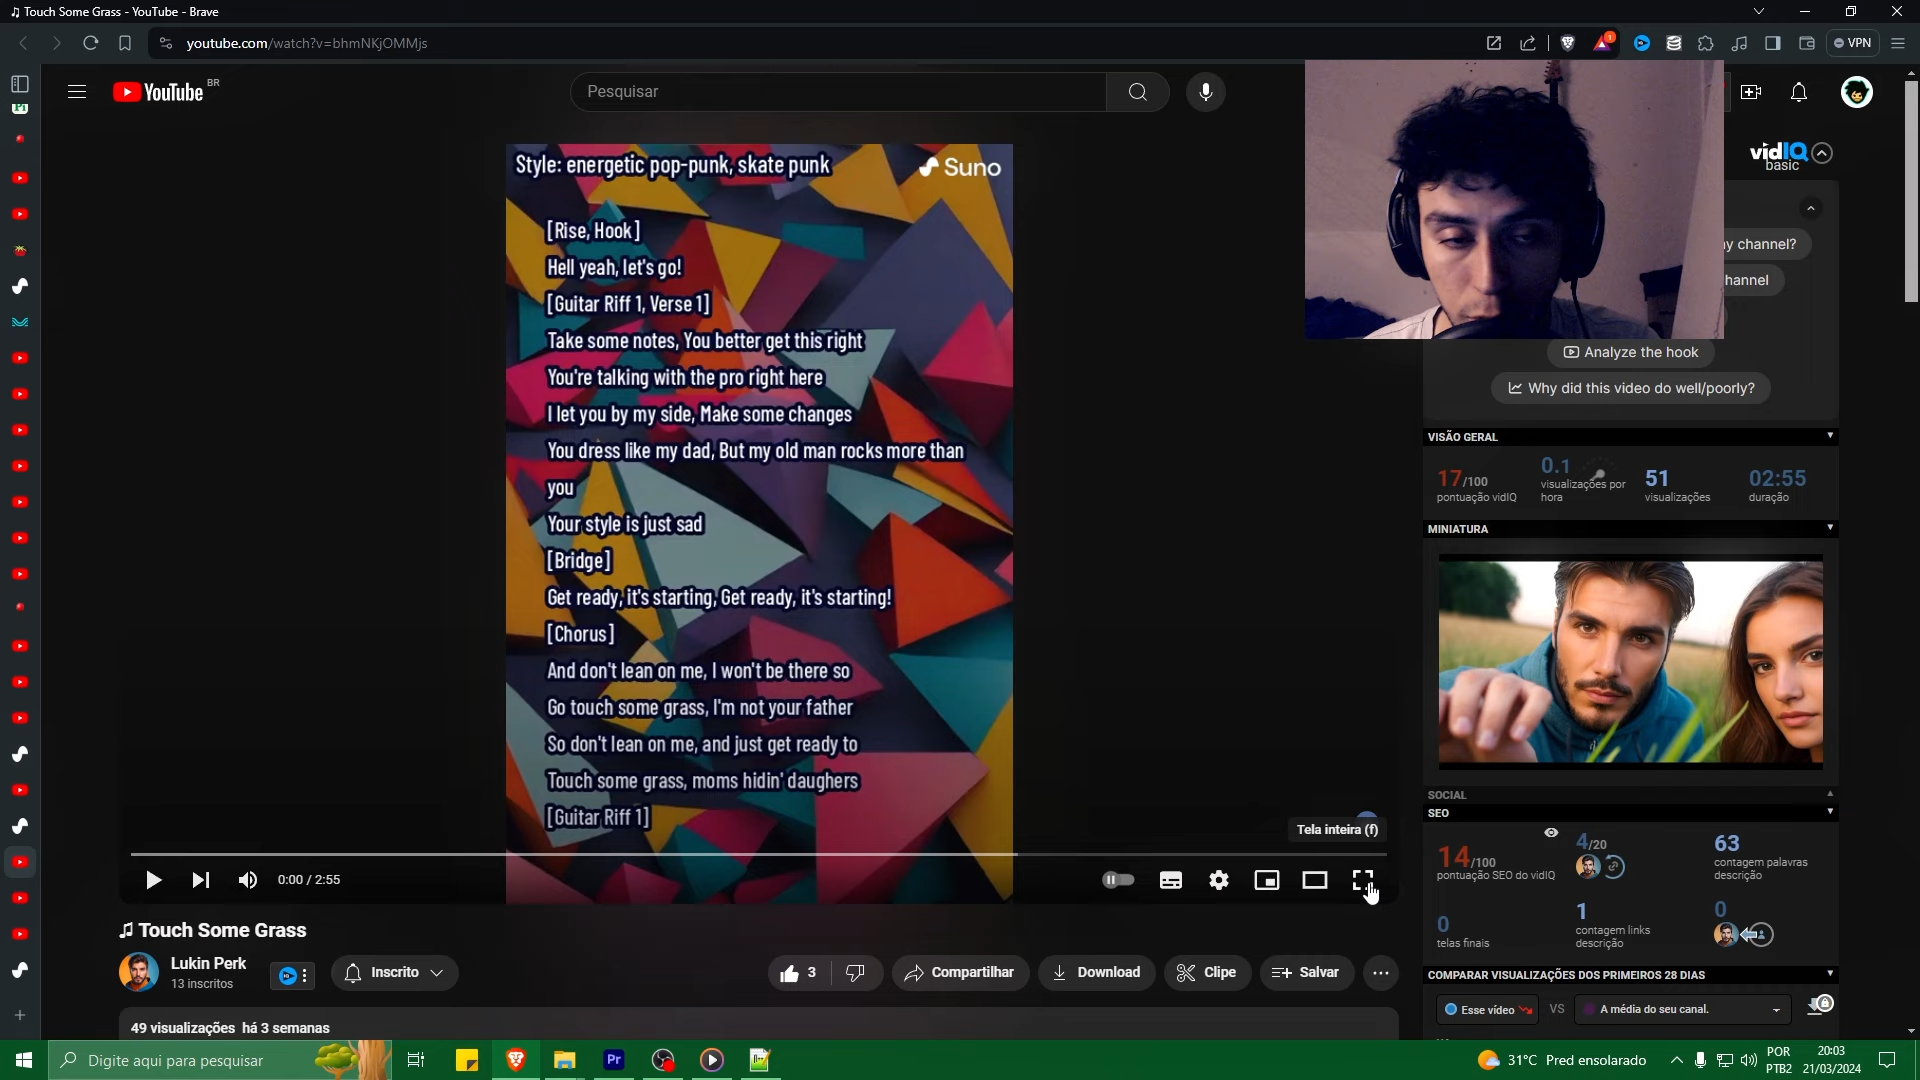 Touch Some Grass - YouTube - Brave
youtube.com/watch?v=bhmNKjOMMjs
VPN
YouTube BR
Pesquisar
vidIQ
basic
Style: energetic pop-punk, skate punk
Suno
[Rise, Hook]
Hell yeah, let's go!
[Guitar Riff 1, Verse 1]
Take some notes, You better get this right
You're talking with the pro right here
I let you by my side, Make some changes
You dress like my dad, But my old man rocks more than
you
Your style is just sad
[Bridge]
Get ready, it's starting, Get ready, it's starting!
[Chorus]
And don't lean on me, I won't be there so
Go touch some grass, I'm not your father
So don't lean on me, and just get ready to
Touch some grass, moms hidin' daughers
[Guitar Riff 1]
Tela inteira (f)
0:00 / 2:55
Touch Some Grass
Lukin Perk
13 inscritos
Inscrito
3
Compartilhar
Download
Clipe
Salvar
49 visualizações há 3 semanas
channel?
Analyze the hook
Why did this video do well/poorly?
VISÃO GERAL
17/100
pontuação vidIQ
0.1
visualizações por
hora
51
visualizações
02:55
duração
MINIATURA
SOCIAL
SEO
14/100
pontuação SEO do vidIQ
4/20
63
contagem palavras
descrição
0
telas finais
1
contagem links
descrição
0
COMPARAR VISUALIZAÇÕES DOS PRIMEIROS 28 DIAS
Esse vídeo
VS
A média do seu canal.
Digite aqui para pesquisar
Pr
31°C Pred ensolarado
POR
PTB2
20:03
21/03/2024